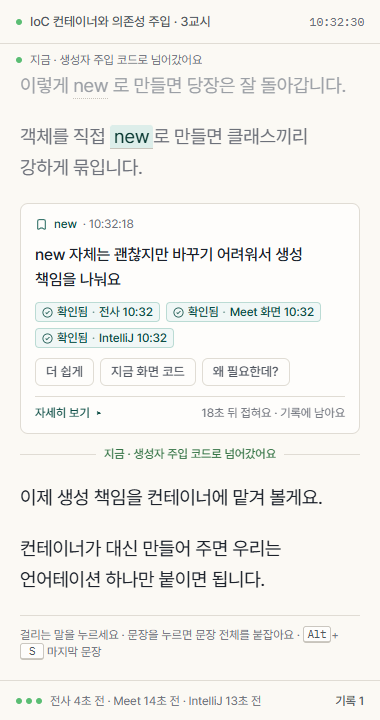 IoC 컨테이너와 의존성 주입 · 3교시 10:32:30
지금 · 생성자 주입 코드로 넘어갔어요
이렇게 new 로 만들면 당장은 잘 돌아갑니다.
객체를 직접 new 로 만들면 클래스끼리
강하게 묶입니다.
new · 10:32:18
new 자체는 괜찮지만 바꾸기 어려워서 생성
책임을 나눠요
확인됨 · 전사 10:32 확인됨 · Meet 화면 10:32
확인됨 · IntelliJ 10:32
더 쉽게 지금 화면 코드 왜 필요한데?
자세히 보기 ▸ 18초 뒤 접혀요 · 기록에 남아요
지금 · 생성자 주입 코드로 넘어갔어요
이제 생성 책임을 컨테이너에 맡겨 볼게요.
컨테이너가 대신 만들어 주면 우리는
언어테이션 하나만 붙이면 됩니다.
걸리는 말을 누르세요 · 문장을 누르면 문장 전체를 붙잡아요 · Alt +
S 마지막 문장
전사 4초 전 · Meet 14초 전 · IntelliJ 13초 전 기록 1